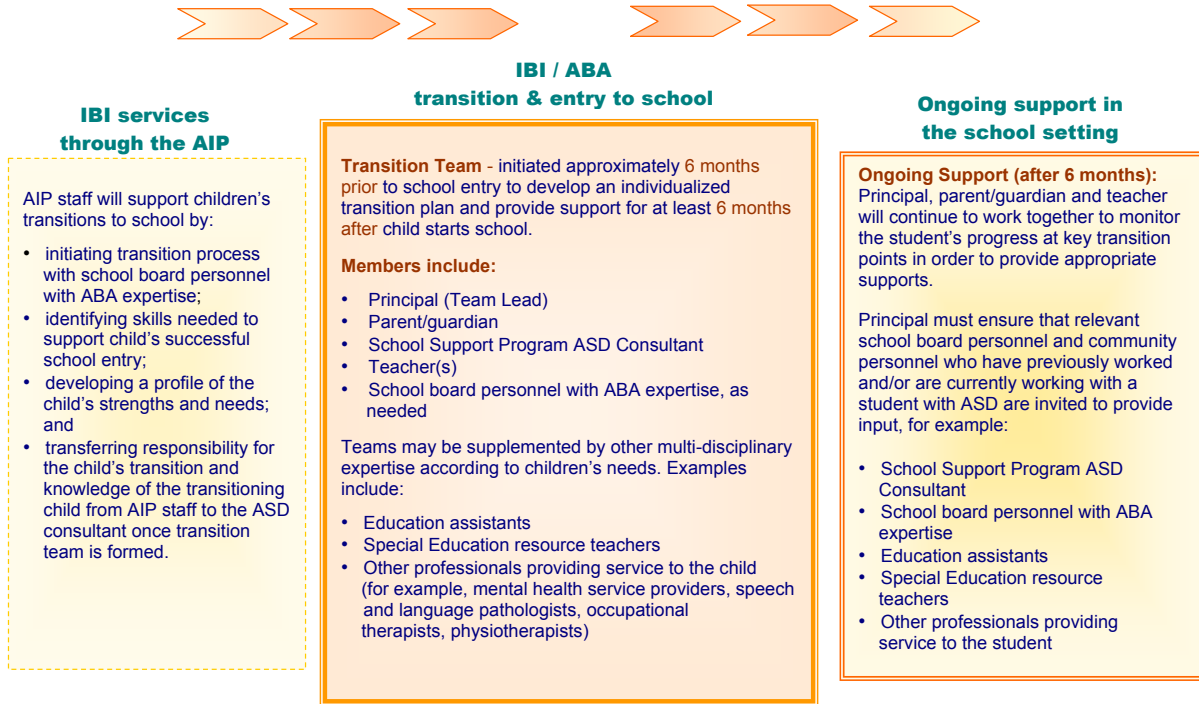 IBI services
through the AIP
AIP staff will support children's
transitions to school by:
• initiating transition process
with school board personnel
with ABA expertise;
• identifying skills needed to
support child's successful
school entry;
• developing a profile of the
child's strengths and needs;
and
• transferring responsibility for
the child's transition and
knowledge of the transitioning
child from AIP staff to the ASD
consultant once transition
team is formed.
IBI / ABA
transition & entry to school
Transition Team - initiated approximately 6 months
prior to school entry to develop an individualized
transition plan and provide support for at least 6 months
after child starts school.
Members include:
• Principal (Team Lead)
• Parent/guardian
• School Support Program ASD Consultant
• Teacher(s)
• School board personnel with ABA expertise, as
needed
Teams may be supplemented by other multi-disciplinary
expertise according to children's needs. Examples
include:
• Education assistants
• Special Education resource teachers
• Other professionals providing service to the child
(for example, mental health service providers, speech
and language pathologists, occupational
therapists, physiotherapists)
Ongoing support in
the school setting
Ongoing Support (after 6 months):
Principal, parent/guardian and teacher
will continue to work together to monitor
the student's progress at key transition
points in order to provide appropriate
supports.
Principal must ensure that relevant
school board personnel and community
personnel who have previously worked
and/or are currently working with a
student with ASD are invited to provide
input, for example:
• School Support Program ASD
Consultant
• School board personnel with ABA
expertise
• Education assistants
• Special Education resource
teachers
• Other professionals providing
service to the student